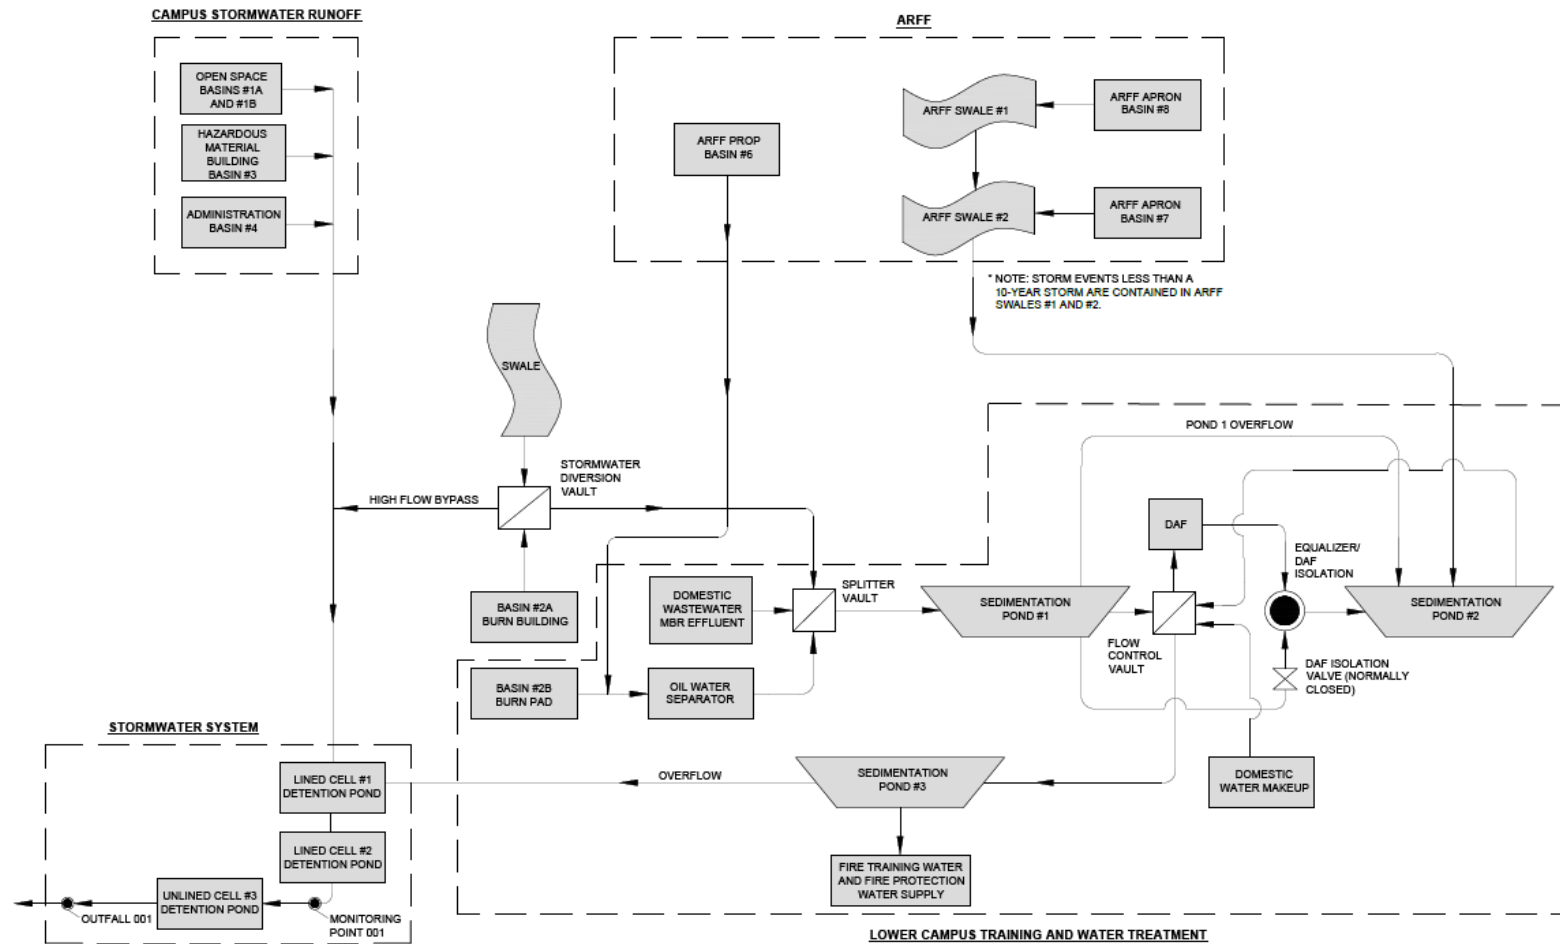 CAMPUS STORMWATER RUNOFF
OPEN SPACE
BASINS #1A
AND #1B
HAZARDOUS
MATERIAL
BUILDING
BASIN #3
ADMINISTRATION
BASIN #4
ARFF
ARFF PROP
BASIN #6
ARFF SWALE #1
ARFF APRON
BASIN #8
ARFF SWALE #2
ARFF APRON
BASIN #7
* NOTE: STORM EVENTS LESS THAN A
10-YEAR STORM ARE CONTAINED IN ARFF
SWALES #1 AND #2.
SWALE
STORMWATER
DIVERSION
VAULT
HIGH FLOW BYPASS
BASIN #2A
BURN BUILDING
BASIN #2B
BURN PAD
DOMESTIC
WASTEWATER
MBR EFFLUENT
OIL WATER
SEPARATOR
SPLITTER
VAULT
POND 1 OVERFLOW
SEDIMENTATION
POND #1
DAF
FLOW
CONTROL
VAULT
EQUALIZER/
DAF
ISOLATION
SEDIMENTATION
POND #2
DAF ISOLATION
VALVE (NORMALLY
CLOSED)
DOMESTIC
WATER MAKEUP
SEDIMENTATION
POND #3
OVERFLOW
FIRE TRAINING WATER
AND FIRE PROTECTION
WATER SUPPLY
STORMWATER SYSTEM
LINED CELL #1
DETENTION POND
LINED CELL #2
DETENTION POND
UNLINED CELL #3
DETENTION POND
OUTFALL 001
MONITORING
POINT 001
LOWER CAMPUS TRAINING AND WATER TREATMENT